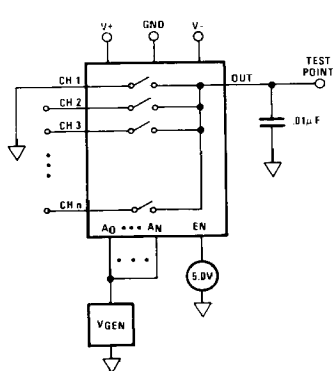 V+ GND V-
TEST
POINT
CH 1 OUT
CH 2
CH 3
.01µF
CH n
A0 ••• AN EN
5.0V
VGEN